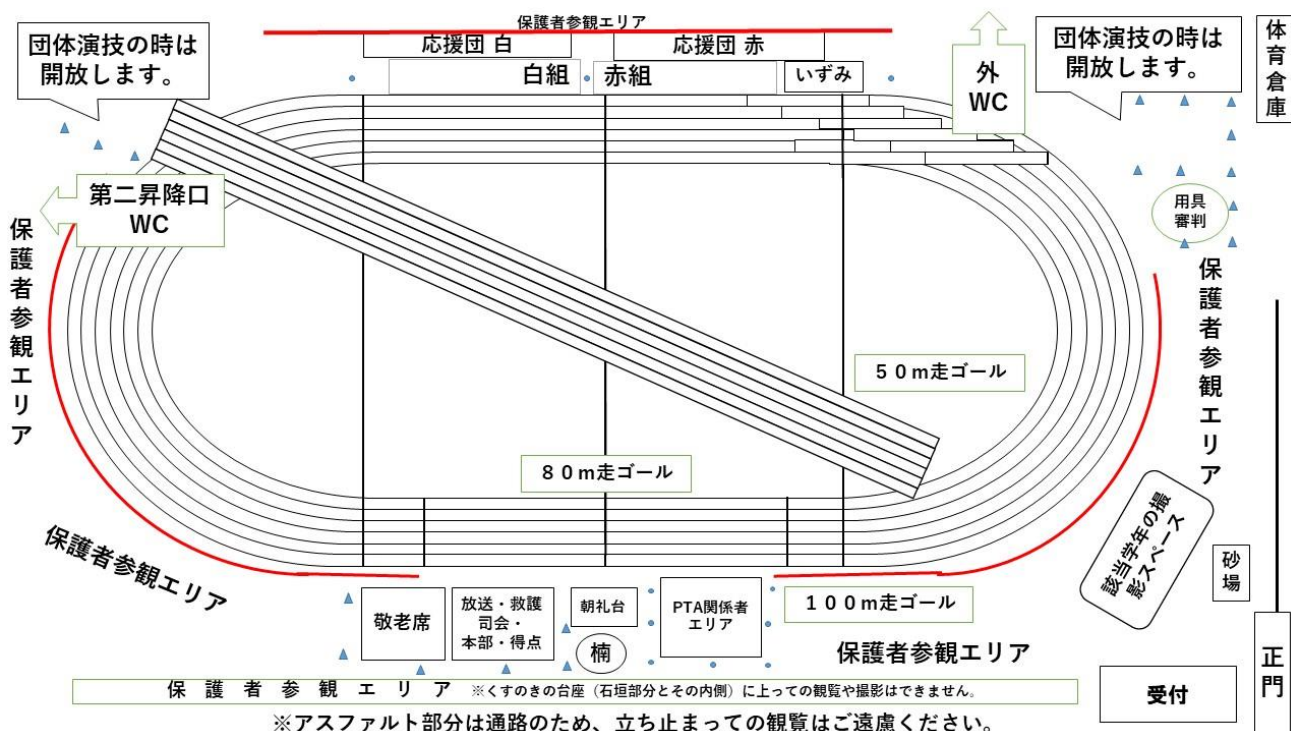 保護者参観エリア
団体演技の時は
開放します。
応援団 白
応援団 赤
白組
赤組
いずみ
外
WC
団体演技の時は
開放します。
体育倉庫
第二昇降口
WC
用具
審判
保護者参観エリア
保護者参観エリア
５０ｍ走ゴール
８０ｍ走ゴール
保護者参観エリア
該当学年の撮
影スペース
砂場
敬老席
放送・救護
司会・
本部・得点
朝礼台
楠
PTA関係者
エリア
１００ｍ走ゴール
保護者参観エリア
正門
受付
保護者参観エリア ※くすのきの台座（石垣部分とその内側）に上っての観覧や撮影はできません。
※アスファルト部分は通路のため、立ち止まっての観覧はご遠慮ください。